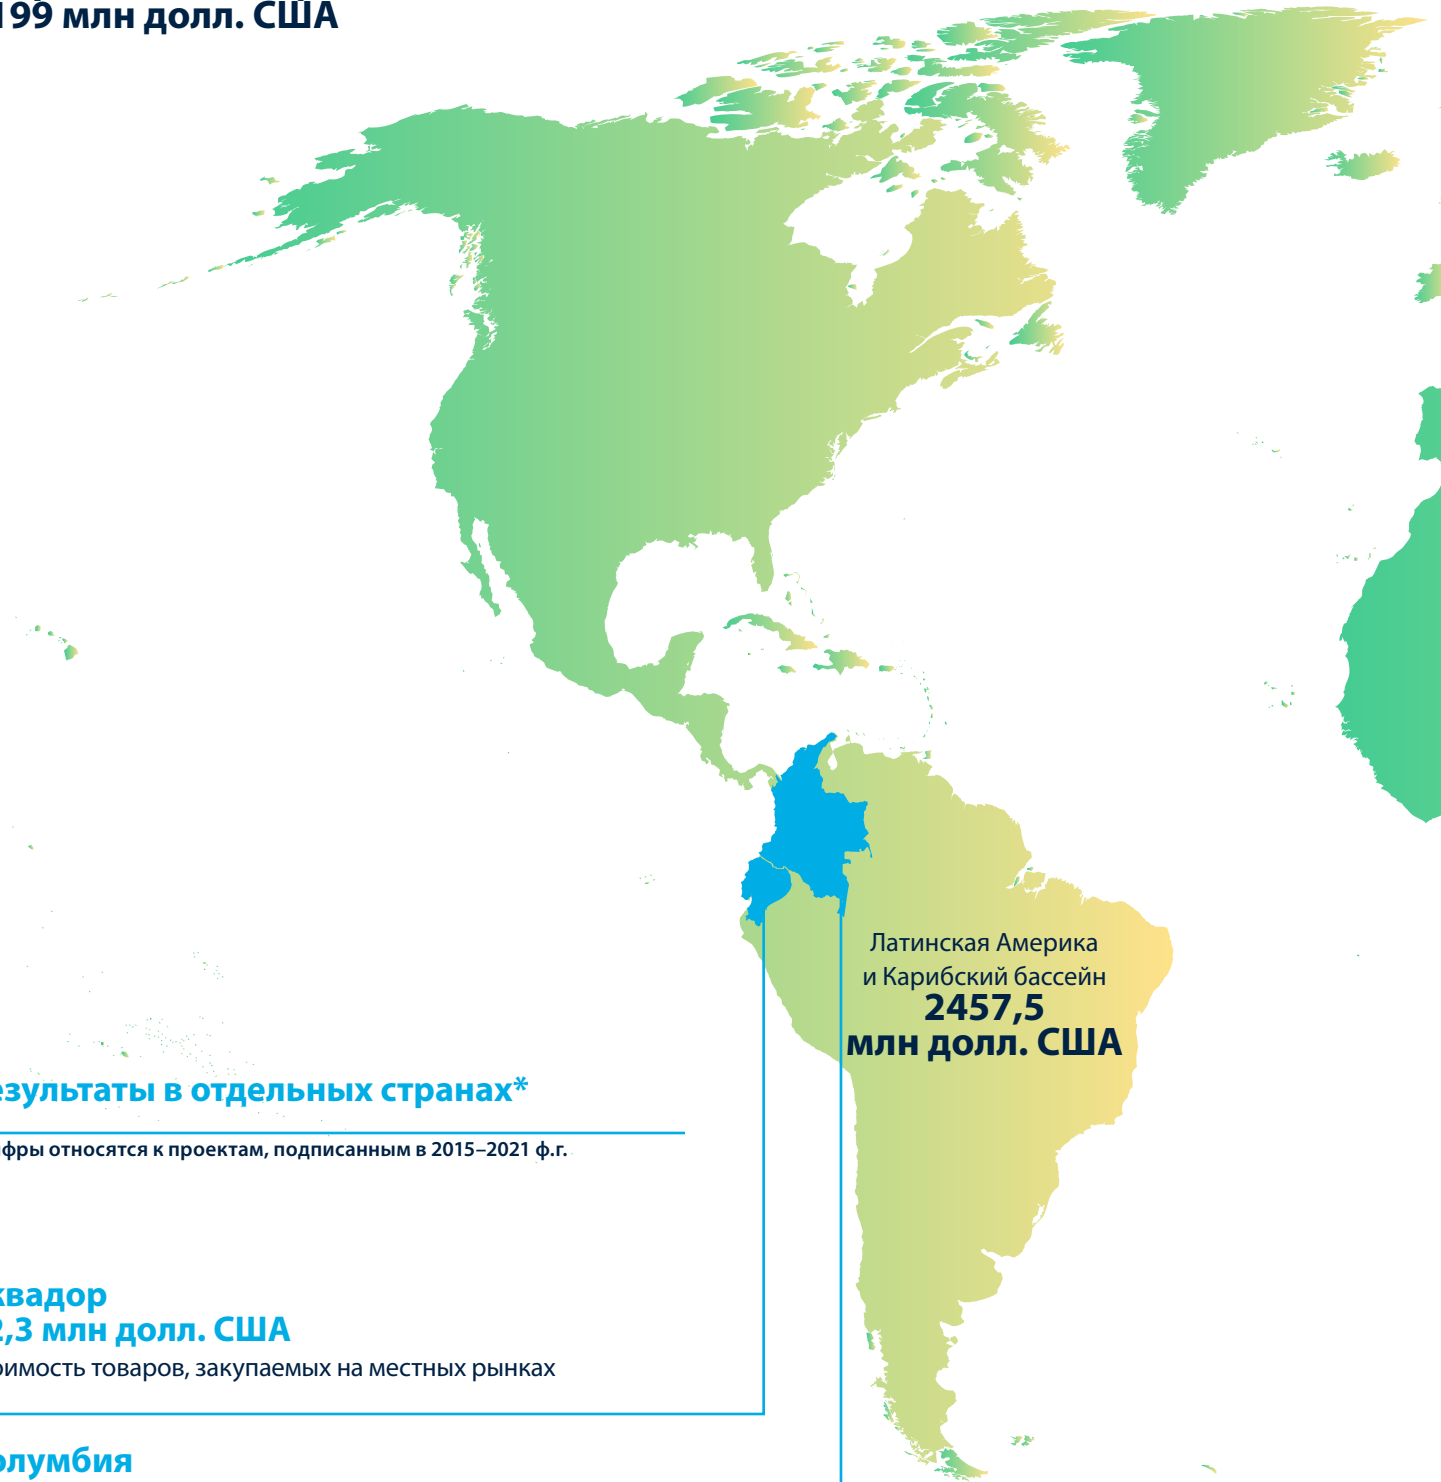 199 млн долл. США
Латинская Америка
и Карибский бассейн
2457,5
млн долл. США
езультаты в отдельных странах*
фры относятся к проектам, подписанным в 2015–2021 ф.г.
квадор
2,3 млн долл. США
оимость товаров, закупаемых на местных рынках
олумбия